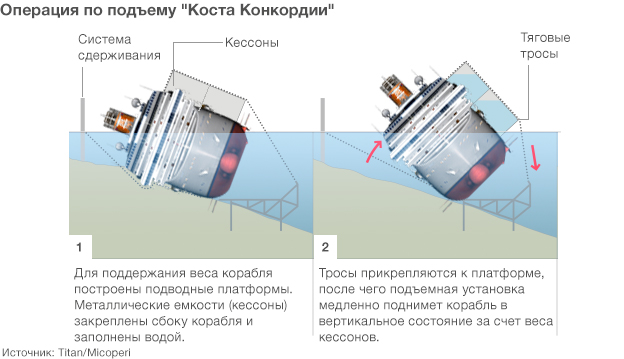 Операция по подъему "Коста Конкордии"
Система
сдерживания
Кессоны
Тяговые
тросы
1
Для поддержания веса корабля
построены подводные платформы.
Металлические емкости (кессоны)
закреплены сбоку корабля и
заполнены водой.
2
Тросы прикрепляются к платформе,
после чего подъемная установка
медленно поднимет корабль в
вертикальное состояние за счет веса
кессонов.
Источник: Titan/Micoperi